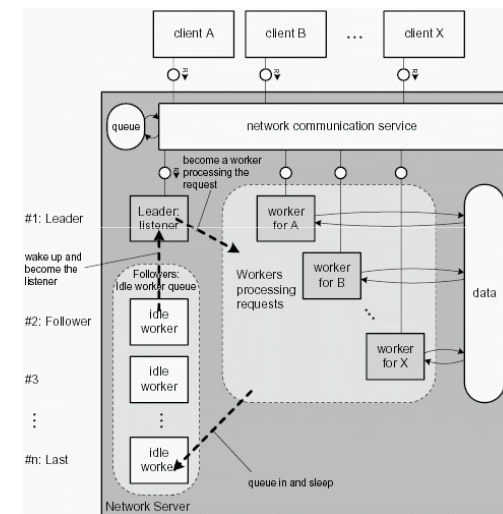 client A
client B
...
client X
R
R
R
queue
network communication service
become a worker
processing the
request
R
#1: Leader
Leader:
listener
worker
for A
wake up and
become the
listener
Followers:
Idle worker queue
Workers
processing
requests
worker
for B
data
#2: Follower
idle
worker
...
worker
for X
#3
idle
worker
...
...
#n: Last
idle
worker
queue in and sleep
Network Server